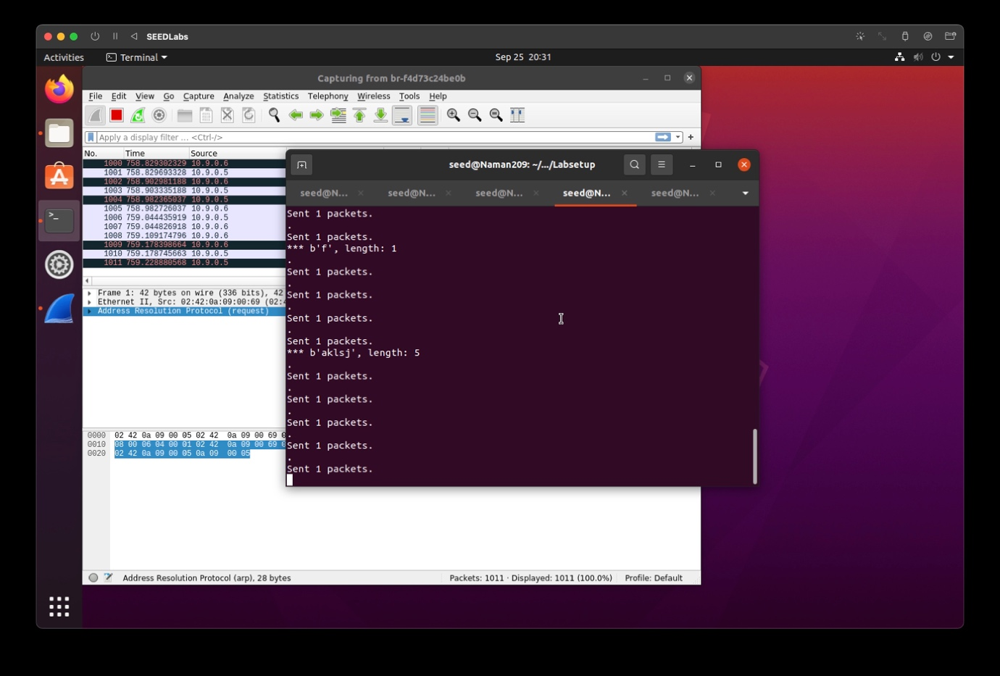 SEEDLabs
Activities
Terminal
Sep 25 20:31
Capturing from br-f4d73c24be0b
File Edit View Go Capture Analyze Statistics Telephony Wireless Tools Help
Apply a display filter ... <Ctrl-/>
No. Time Source
1000 758.829302329 10.9.0.6
1001 758.829693328 10.9.0.5
1002 758.902981188 10.9.0.6
1003 758.903335188 10.9.0.5
1004 758.982365037 10.9.0.5
1005 758.982726037 10.9.0.6
1006 759.044435919 10.9.0.5
1007 759.044826918 10.9.0.6
1008 759.109174796 10.9.0.6
1009 759.178398664 10.9.0.6
1010 759.178745663 10.9.0.5
1011 759.228880568 10.9.0.5
Frame 1: 42 bytes on wire (336 bits), 42
Ethernet II, Src: 02:42:0a:09:00:69 (02:4
Address Resolution Protocol (request)
0000 02 42 0a 09 00 05 02 42 0a 09 00 69
0010 08 00 06 04 00 01 02 42 0a 09 00 69
0020 02 42 0a 09 00 05 0a 09 00 05
Address Resolution Protocol (arp), 28 bytes
Packets: 1011 · Displayed: 1011 (100.0%)
Profile: Default
seed@Naman209: ~/.../Labsetup
seed@N... seed@N... seed@N... seed@N... seed@N...
Sent 1 packets.
.
Sent 1 packets.
*** b'f', length: 1
.
Sent 1 packets.
.
Sent 1 packets.
.
Sent 1 packets.
.
Sent 1 packets.
*** b'aklsj', length: 5
.
Sent 1 packets.
.
Sent 1 packets.
.
Sent 1 packets.
.
Sent 1 packets.
.
Sent 1 packets.